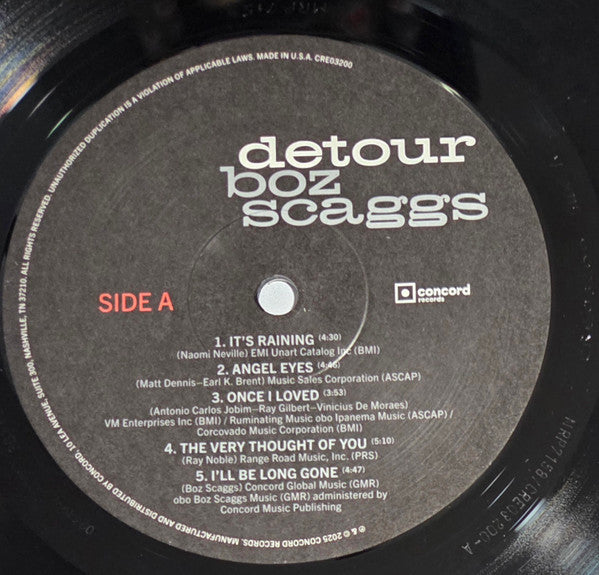 detour
boz
scaggs
SIDE A
concord
records
1. IT'S RAINING (4:30)
(Naomi Neville) EMI Unart Catalog Inc (BMI)
2. ANGEL EYES (4:46)
(Matt Dennis–Earl K. Brent) Music Sales Corporation (ASCAP)
3. ONCE I LOVED (3:53)
(Antonio Carlos Jobim–Ray Gilbert–Vinicius De Moraes)
VM Enterprises Inc (BMI) / Ruminating Music obo Ipanema Music (ASCAP) /
Corcovado Music Corporation (BMI)
4. THE VERY THOUGHT OF YOU (5:10)
(Ray Noble) Range Road Music, Inc. (PRS)
5. I'LL BE LONG GONE (4:47)
(Boz Scaggs) Concord Global Music (GMR)
obo Boz Scaggs Music (GMR) administered by
Concord Music Publishing
℗ & © 2025 CONCORD RECORDS. MANUFACTURED AND DISTRIBUTED BY CONCORD, 10 LEA AVENUE, SUITE 300, NASHVILLE, TN 37210. ALL RIGHTS RESERVED. UNAUTHORIZED DUPLICATION IS A VIOLATION OF APPLICABLE LAWS. MADE IN U.S.A. CRE03200